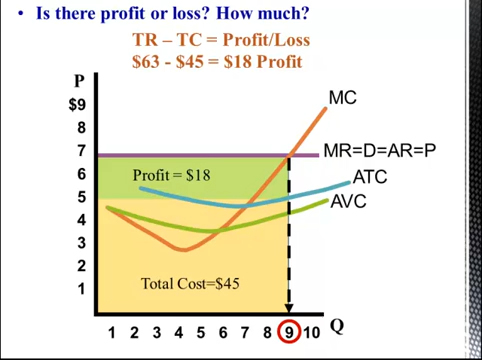 • Is there profit or loss? How much?
TR – TC = Profit/Loss
$63 - $45 = $18 Profit
P
$9
8
7
6
5
4
3
2
1
MC
MR=D=AR=P
ATC
AVC
Profit = $18
Total Cost=$45
1 2 3 4 5 6 7 8 9 10 Q